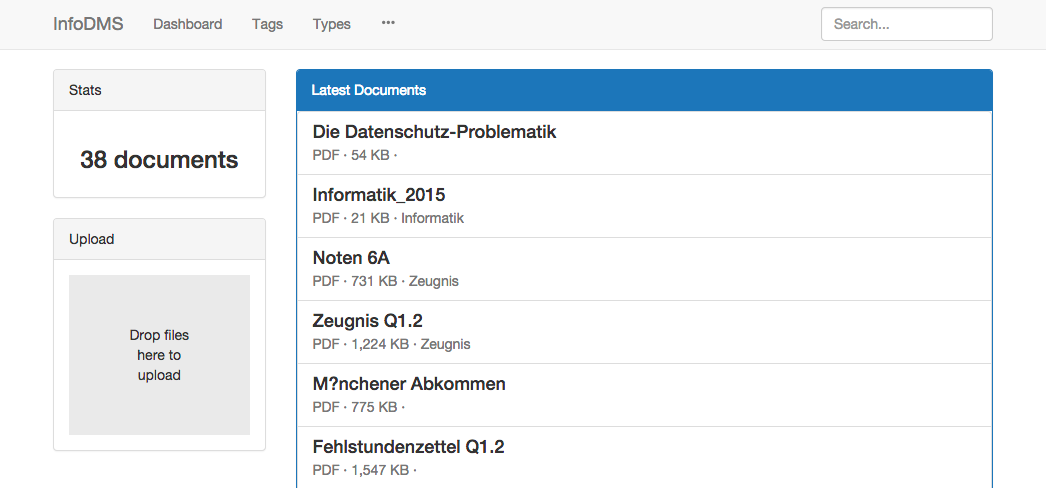 InfoDMS Dashboard Tags Types ••• Search...
Stats
38 documents
Upload
Drop files
here to
upload
Latest Documents
Die Datenschutz-Problematik
PDF · 54 KB ·
Informatik_2015
PDF · 21 KB · Informatik
Noten 6A
PDF · 731 KB · Zeugnis
Zeugnis Q1.2
PDF · 1,224 KB · Zeugnis
M?nchener Abkommen
PDF · 775 KB ·
Fehlstundenzettel Q1.2
PDF · 1,547 KB ·